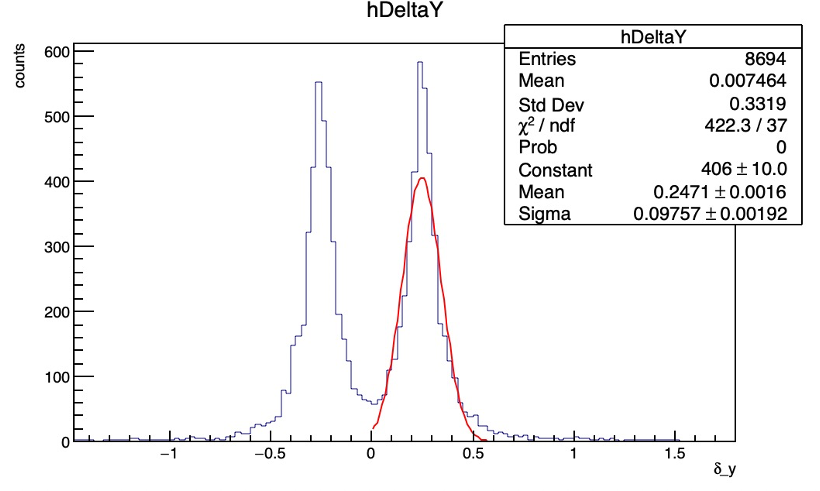 hDeltaY
counts
600
500
400
300
200
100
0
−1
−0.5
0
0.5
1
1.5
δ_y
hDeltaY
Entries 8694
Mean 0.007464
Std Dev 0.3319
χ² / ndf 422.3 / 37
Prob 0
Constant 406 ± 10.0
Mean 0.2471 ± 0.0016
Sigma 0.09757 ± 0.00192